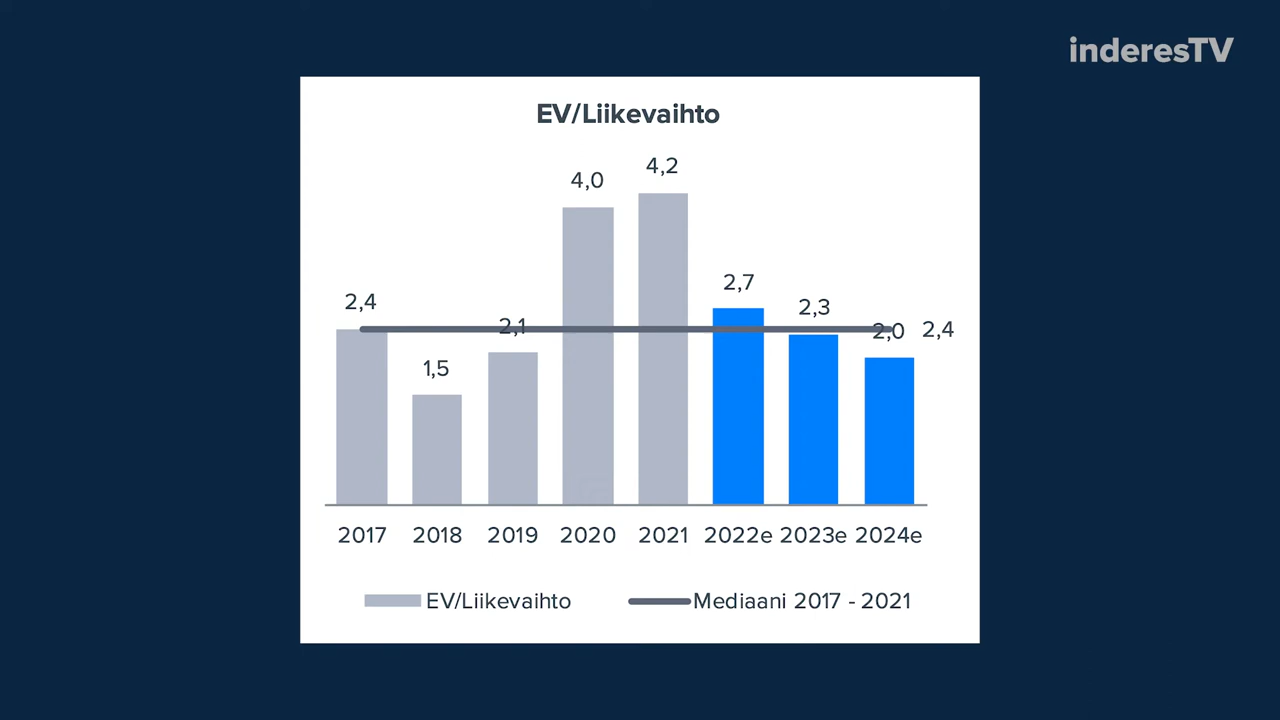 inderesTV
EV/Liikevaihto
4,2
4,0
2,7
2,4
2,3
2,1
2,0
2,4
1,5
2017 2018 2019 2020 2021 2022e 2023e 2024e
EV/Liikevaihto
Mediaani 2017 - 2021